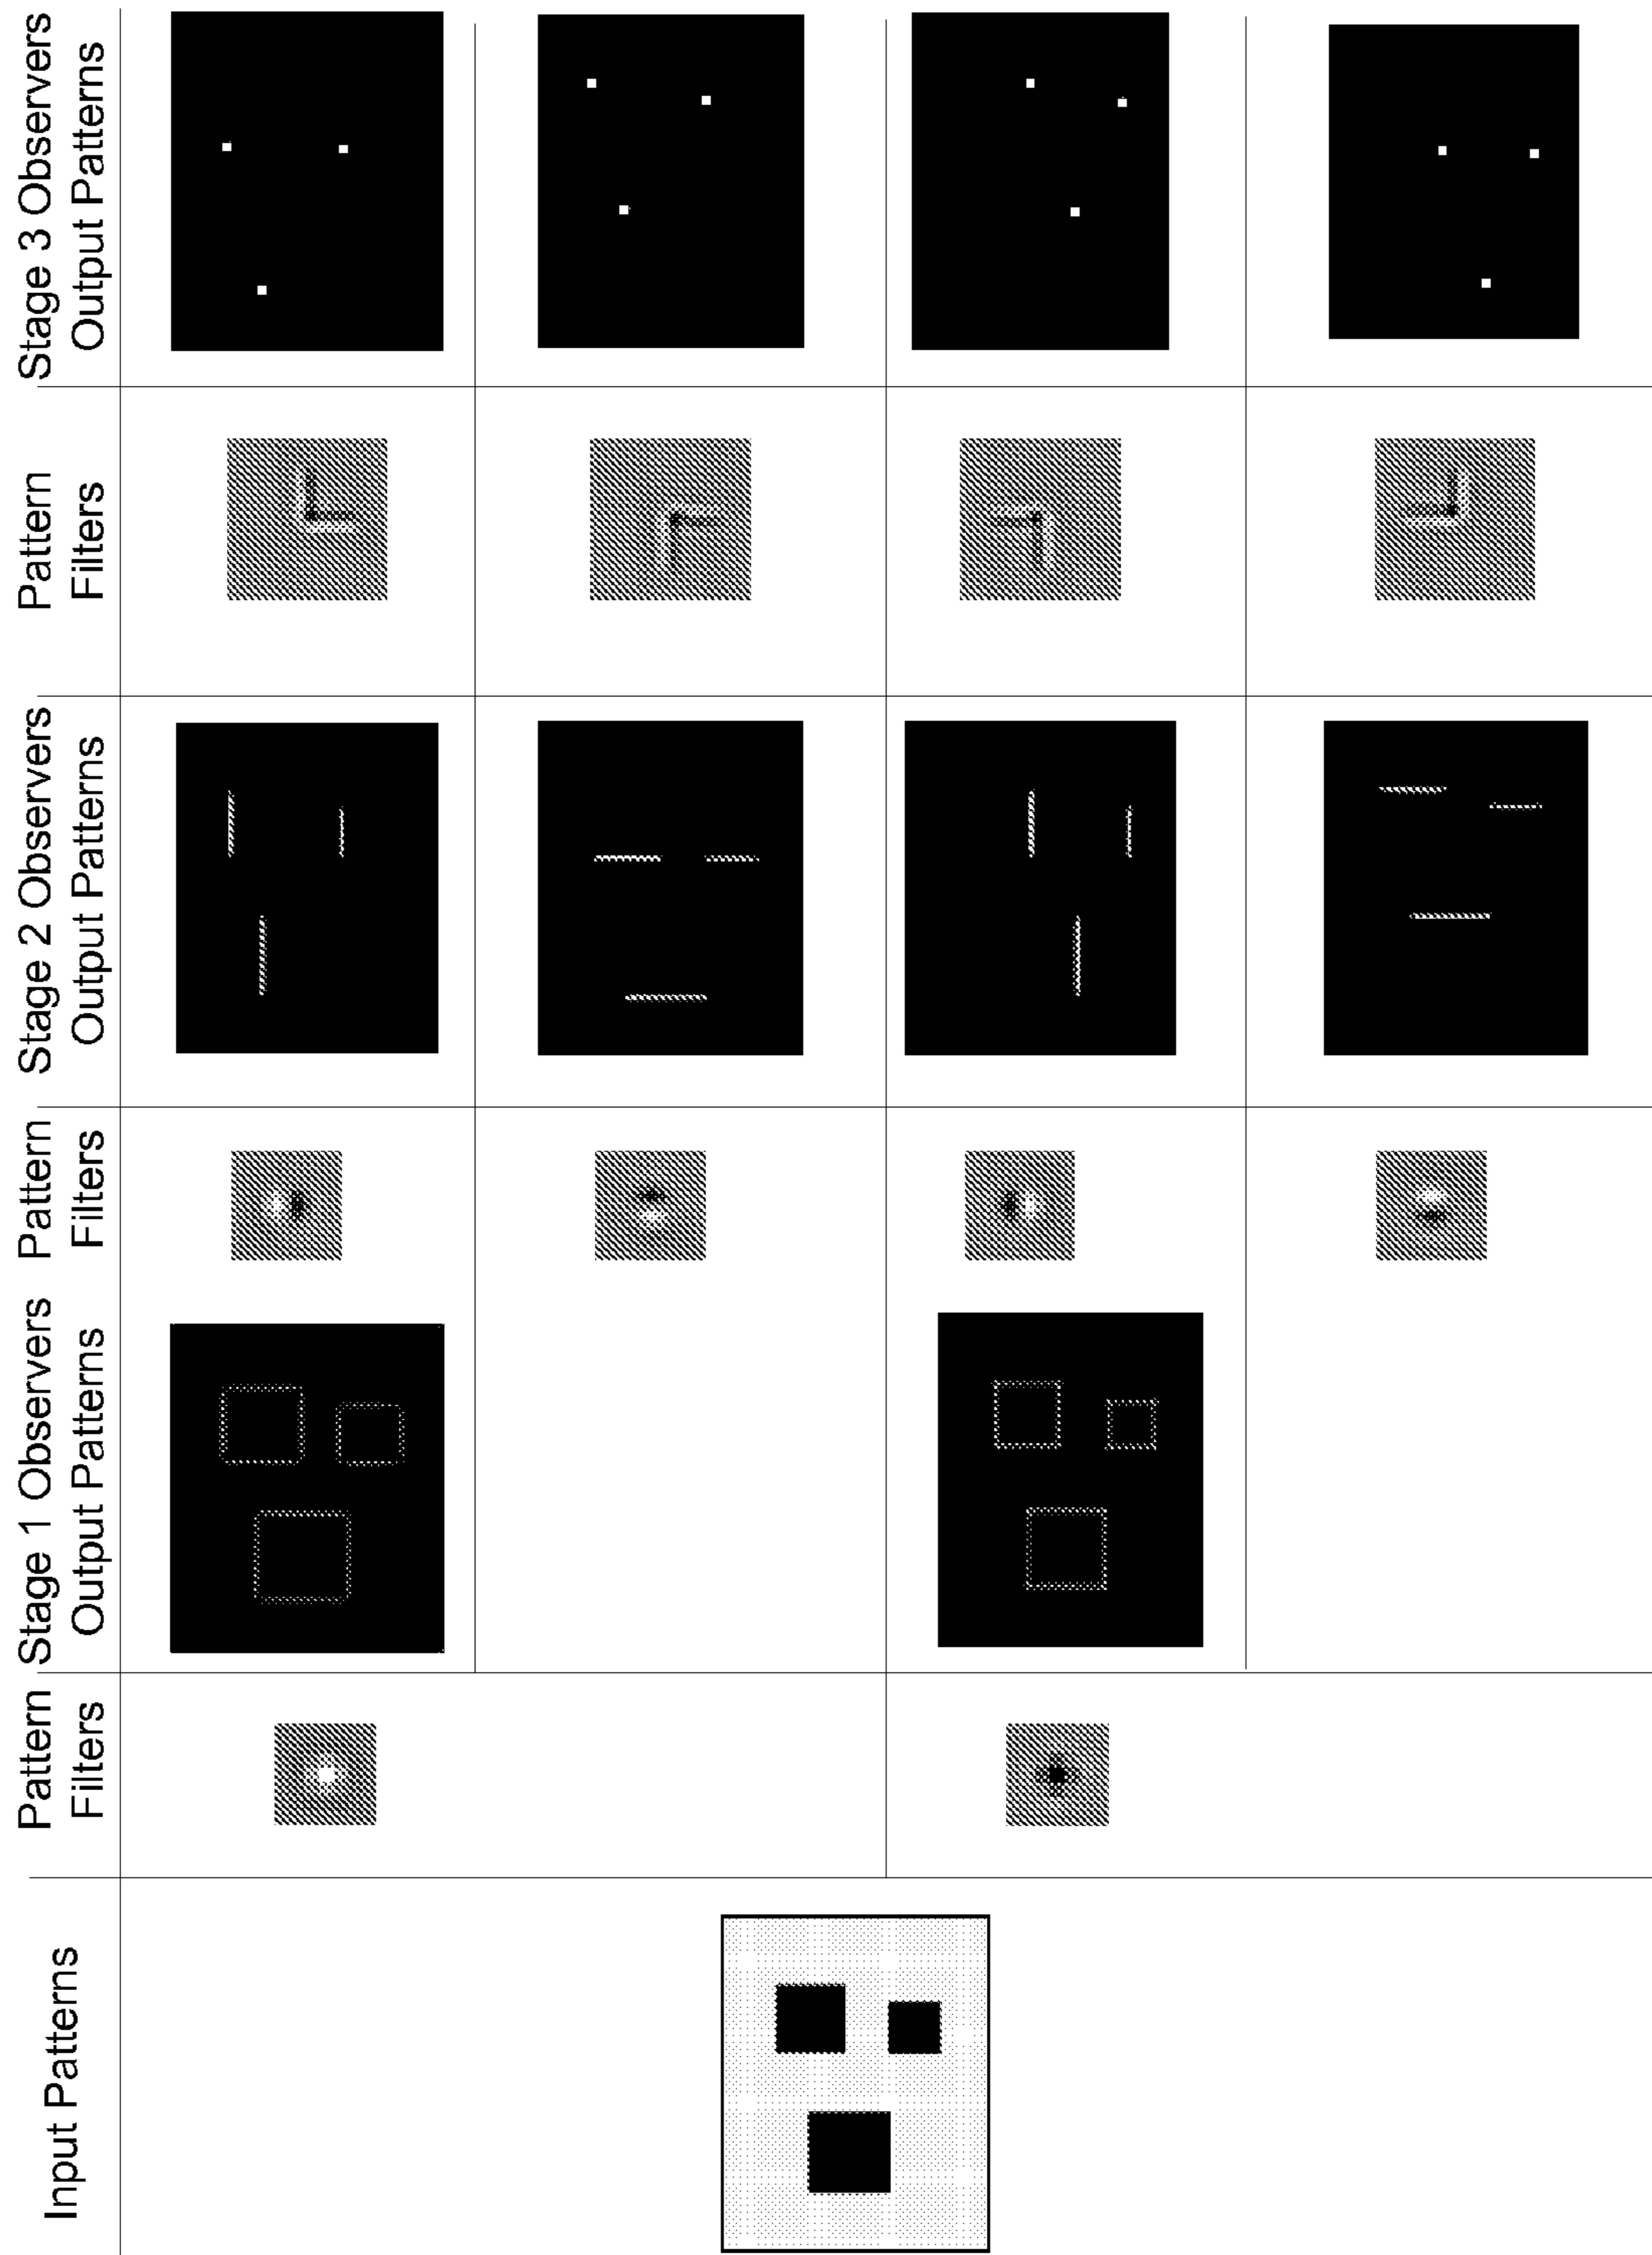 Input Patterns
Pattern
Filters
Stage 1 Observers
Output Patterns
Pattern
Filters
Stage 2 Observers
Output Patterns
Pattern
Filters
Stage 3 Observers
Output Patterns